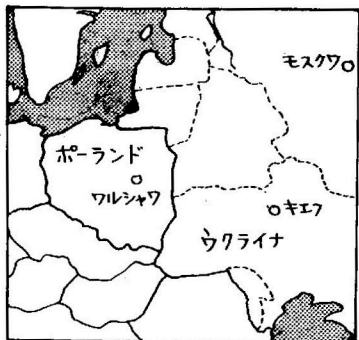 モスクワ
ポーランド
ワルシャワ
キエフ
ウクライナ